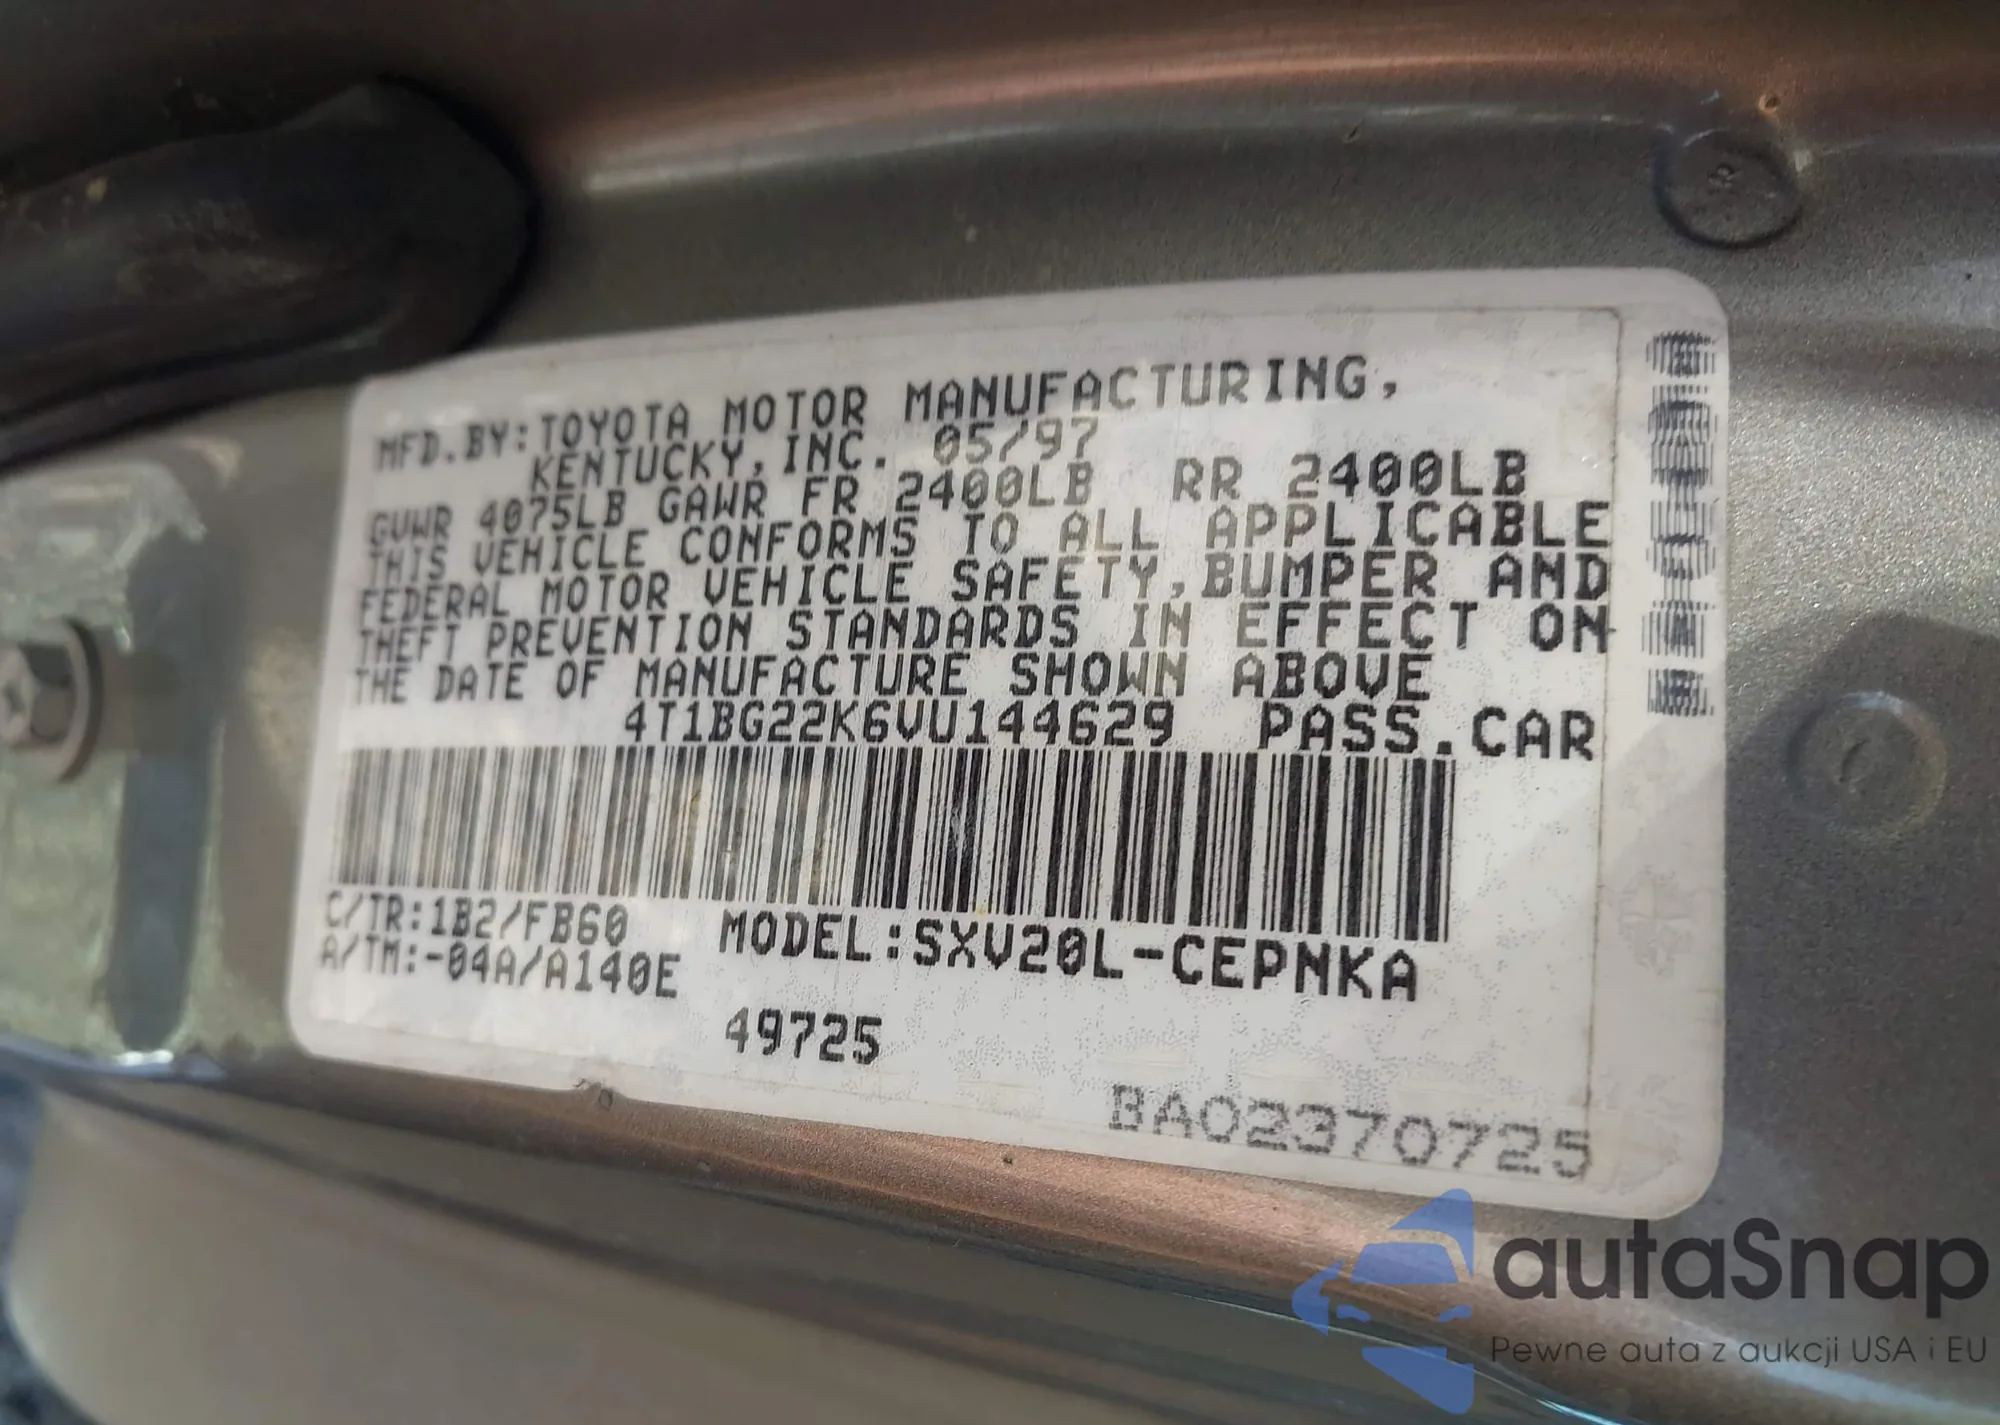 MFD.BY:TOYOTA MOTOR MANUFACTURING,
KENTUCKY,INC. 05/97
GVWR 4075LB GAWR FR 2400LB RR 2400LB
THIS VEHICLE CONFORMS TO ALL APPLICABLE
FEDERAL MOTOR VEHICLE SAFETY,BUMPER AND
THEFT PREVENTION STANDARDS IN EFFECT ON
THE DATE OF MANUFACTURE SHOWN ABOVE
4T1BG22K6VU144629 PASS.CAR
C/TR:1B2/FB60 MODEL:SXV20L-CEPNKA
A/TM:-04A/A140E
49725
BA02370725
autaSnap
Pewne auta z aukcji USA i EU